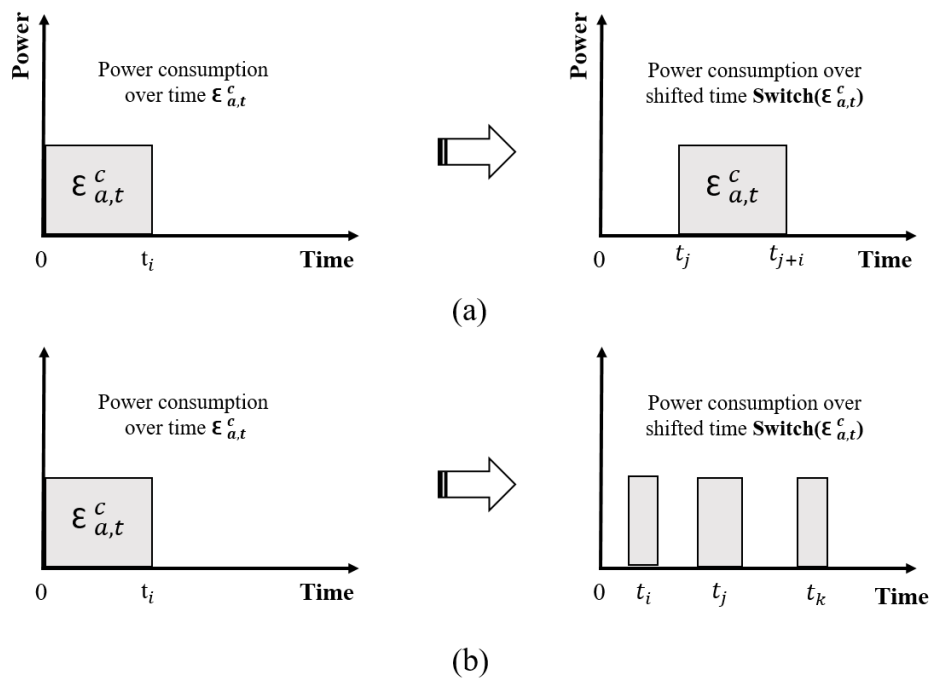 Power
Power consumption
over time Ɛ^c_{a,t}
Ɛ^c_{a,t}
0
t_i
Time
Power
Power consumption over
shifted time Switch(Ɛ^c_{a,t})
Ɛ^c_{a,t}
0
t_j
t_{j+i}
Time
(a)
Power consumption
over time Ɛ^c_{a,t}
Ɛ^c_{a,t}
0
t_i
Time
Power consumption over
shifted time Switch(Ɛ^c_{a,t})
0
t_i
t_j
t_k
Time
(b)